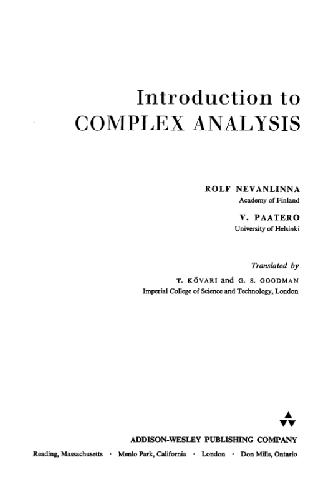 Introduction to
COMPLEX ANALYSIS
ROLF NEVANLINNA
Academy of Finland
V. PAATERO
University of Helsinki
Translated by
T. KÖVARI and G. S. GOODMAN
Imperial College of Science and Technology, London
ADDISON-WESLEY PUBLISHING COMPANY
Reading, Massachusetts · Menlo Park, California · London · Don Mills, Ontario